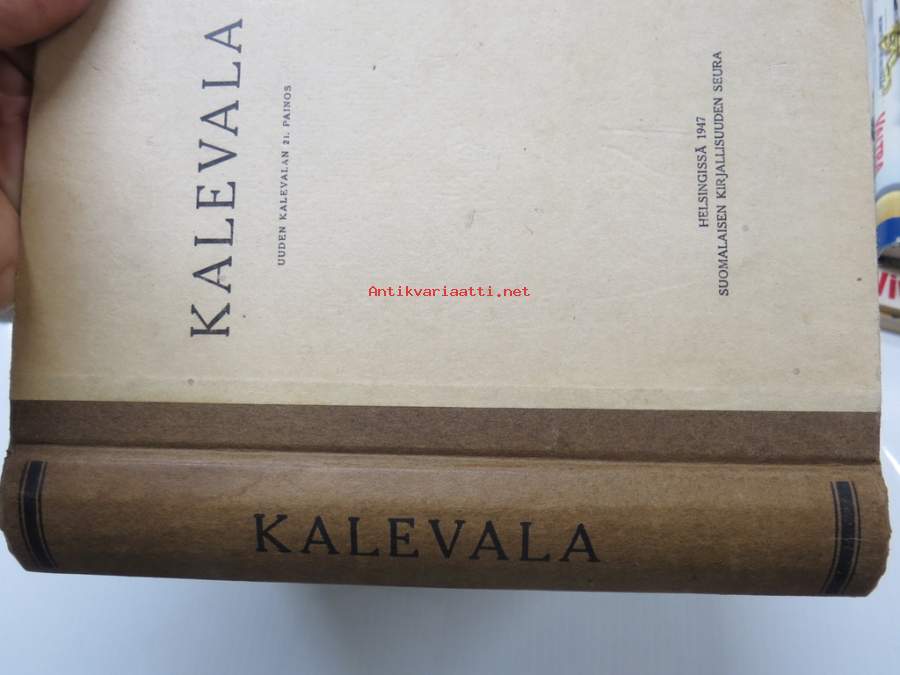 KALEVALA
UUDEN KALEVALAN 21. PAINOS
HELSINGISSÄ 1947
SUOMALAISEN KIRJALLISUUDEN SEURA
Antikvariaatti.net
KALEVALA